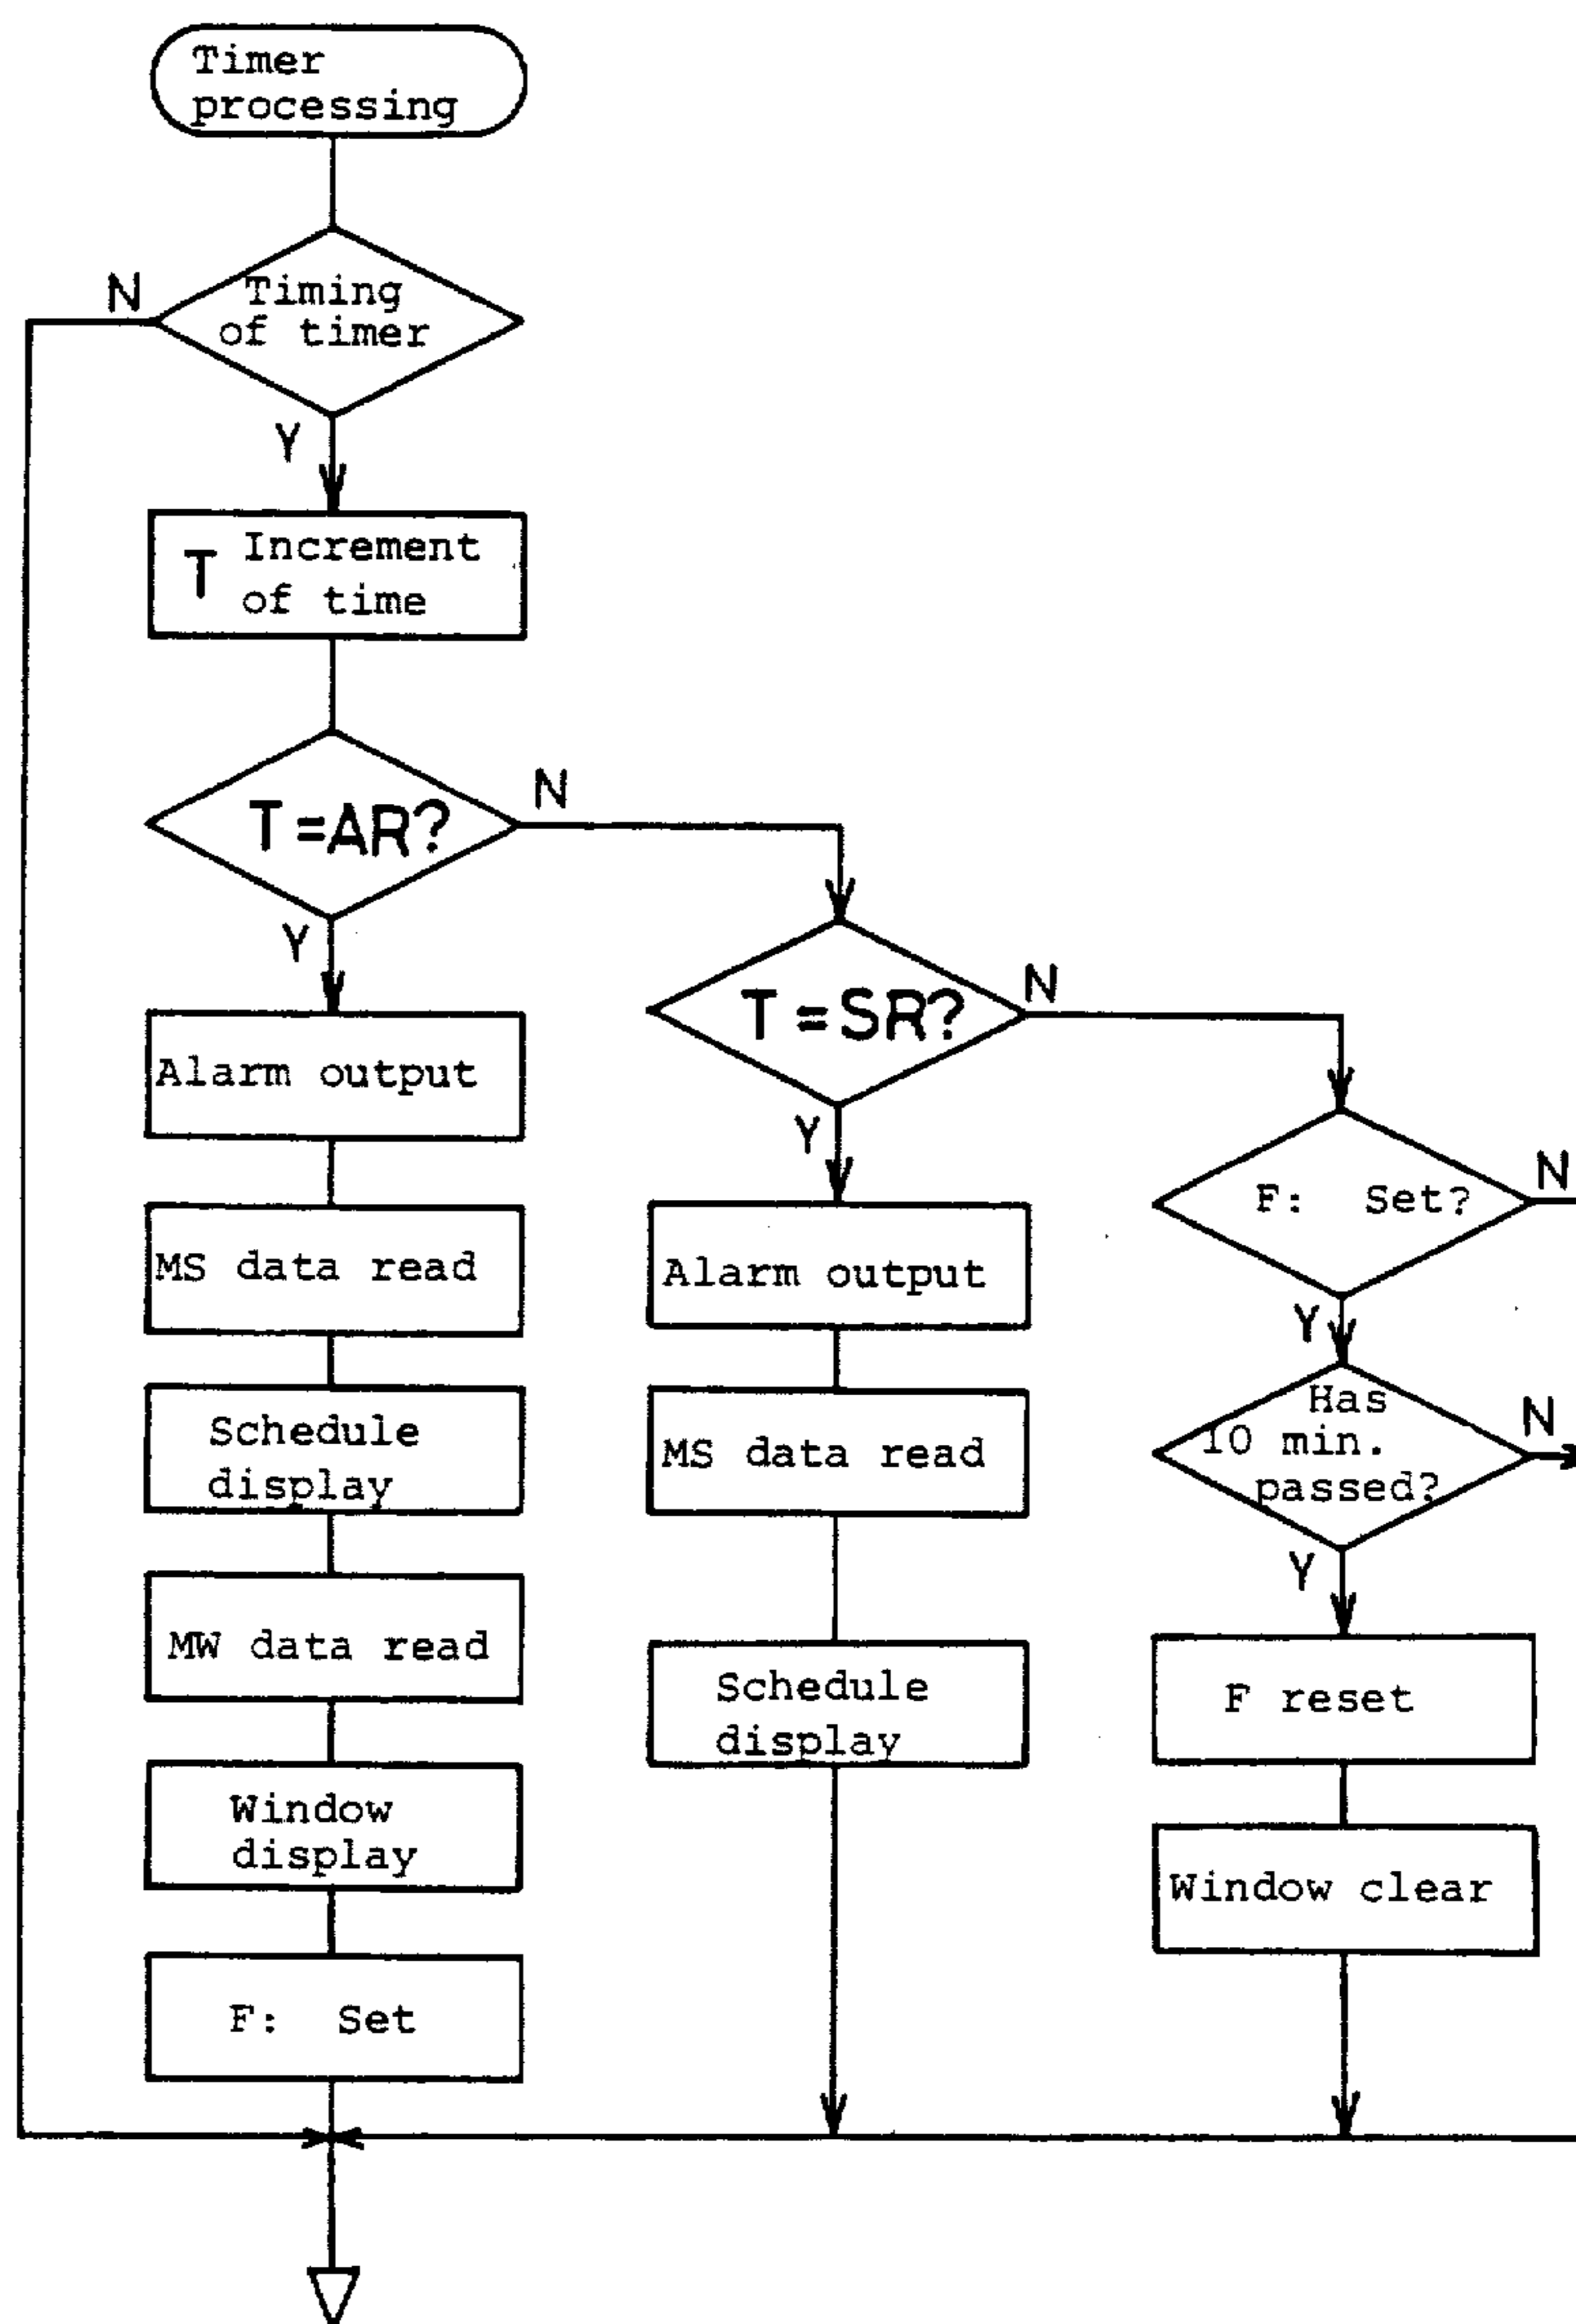 Timer
processing
N
Timing
of timer
Y
T Increment
of time
T=AR?
N
Y
Alarm output
MS data read
Schedule
display
MW data read
Window
display
F: Set
T=SR?
N
Y
Alarm output
MS data read
Schedule
display
F: Set?
N
Y
Has
10 min.
passed?
N
Y
F reset
Window clear